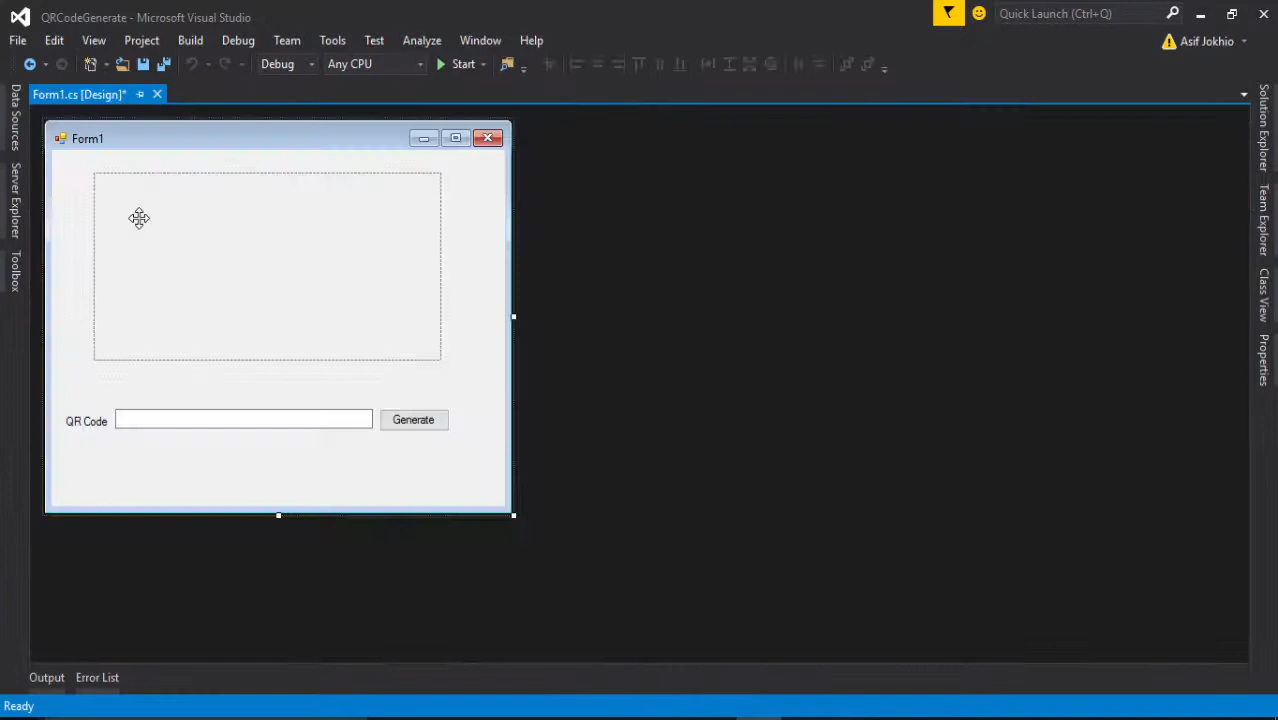 QRCodeGenerate - Microsoft Visual Studio
Quick Launch (Ctrl+Q)
File Edit View Project Build Debug Team Tools Test Analyze Window Help
Asif Jokhio
Debug Any CPU Start
Form1.cs [Design]*
Data Sources
Server Explorer
Toolbox
Form1
QR Code
Generate
Solution Explorer
Team Explorer
Class View
Properties
Output Error List
Ready